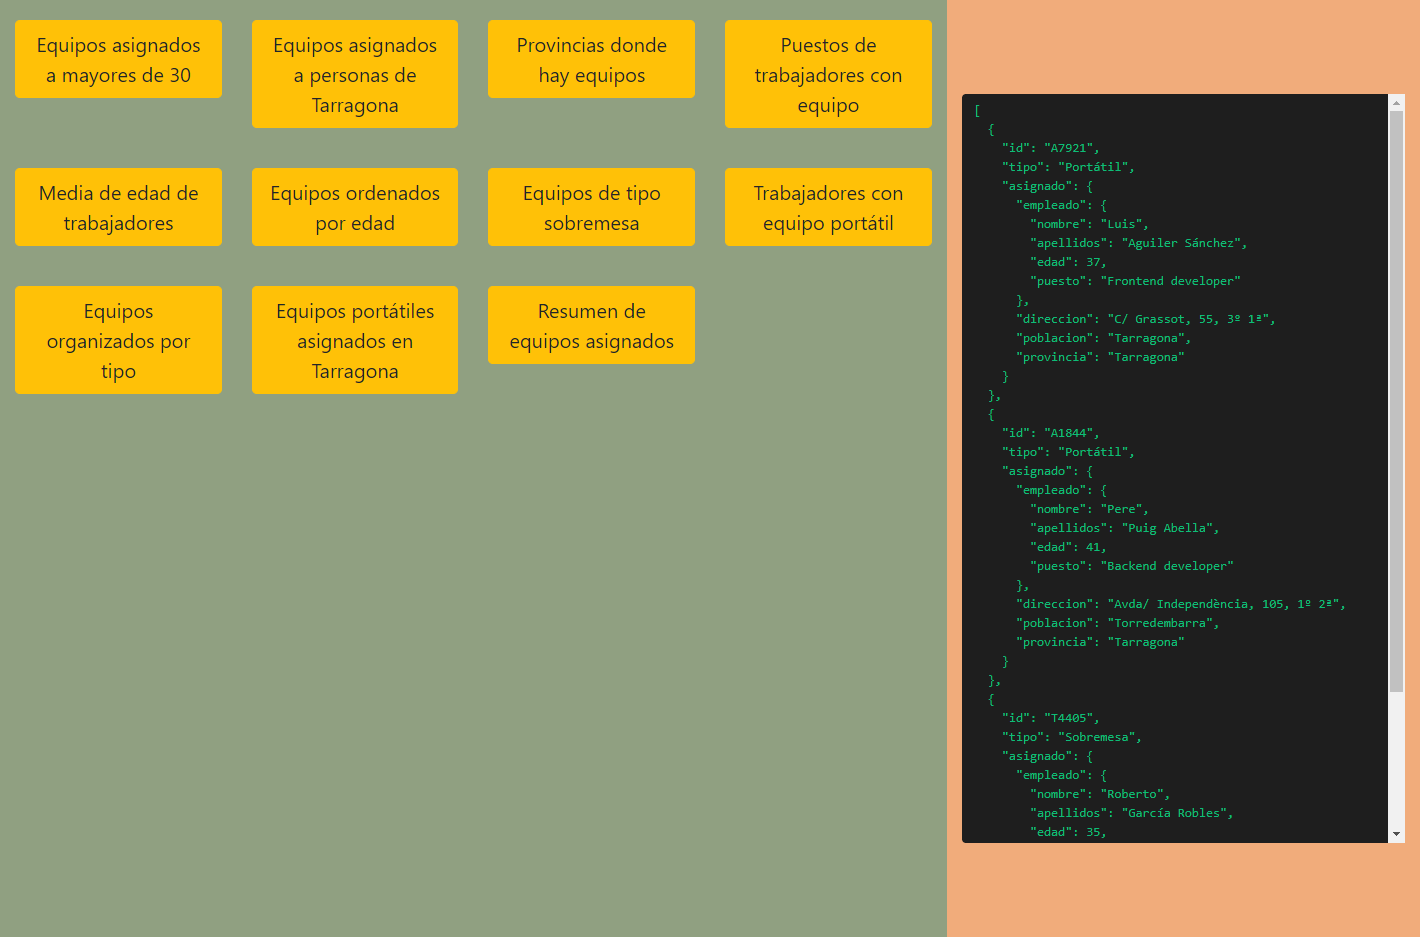 Equipos asignados
a mayores de 30
Equipos asignados
a personas de
Tarragona
Provincias donde
hay equipos
Puestos de
trabajadores con
equipo
Media de edad de
trabajadores
Equipos ordenados
por edad
Equipos de tipo
sobremesa
Trabajadores con
equipo portátil
Equipos
organizados por
tipo
Equipos portátiles
asignados en
Tarragona
Resumen de
equipos asignados
[
  {
    "id": "A7921",
    "tipo": "Portátil",
    "asignado": {
      "empleado": {
        "nombre": "Luis",
        "apellidos": "Aguiler Sánchez",
        "edad": 37,
        "puesto": "Frontend developer"
      },
      "direccion": "C/ Grassot, 55, 3º 1ª",
      "poblacion": "Tarragona",
      "provincia": "Tarragona"
    }
  },
  {
    "id": "A1844",
    "tipo": "Portátil",
    "asignado": {
      "empleado": {
        "nombre": "Pere",
        "apellidos": "Puig Abella",
        "edad": 41,
        "puesto": "Backend developer"
      },
      "direccion": "Avda/ Independència, 105, 1º 2ª",
      "poblacion": "Torredembarra",
      "provincia": "Tarragona"
    }
  },
  {
    "id": "T4405",
    "tipo": "Sobremesa",
    "asignado": {
      "empleado": {
        "nombre": "Roberto",
        "apellidos": "García Robles",
        "edad": 35,